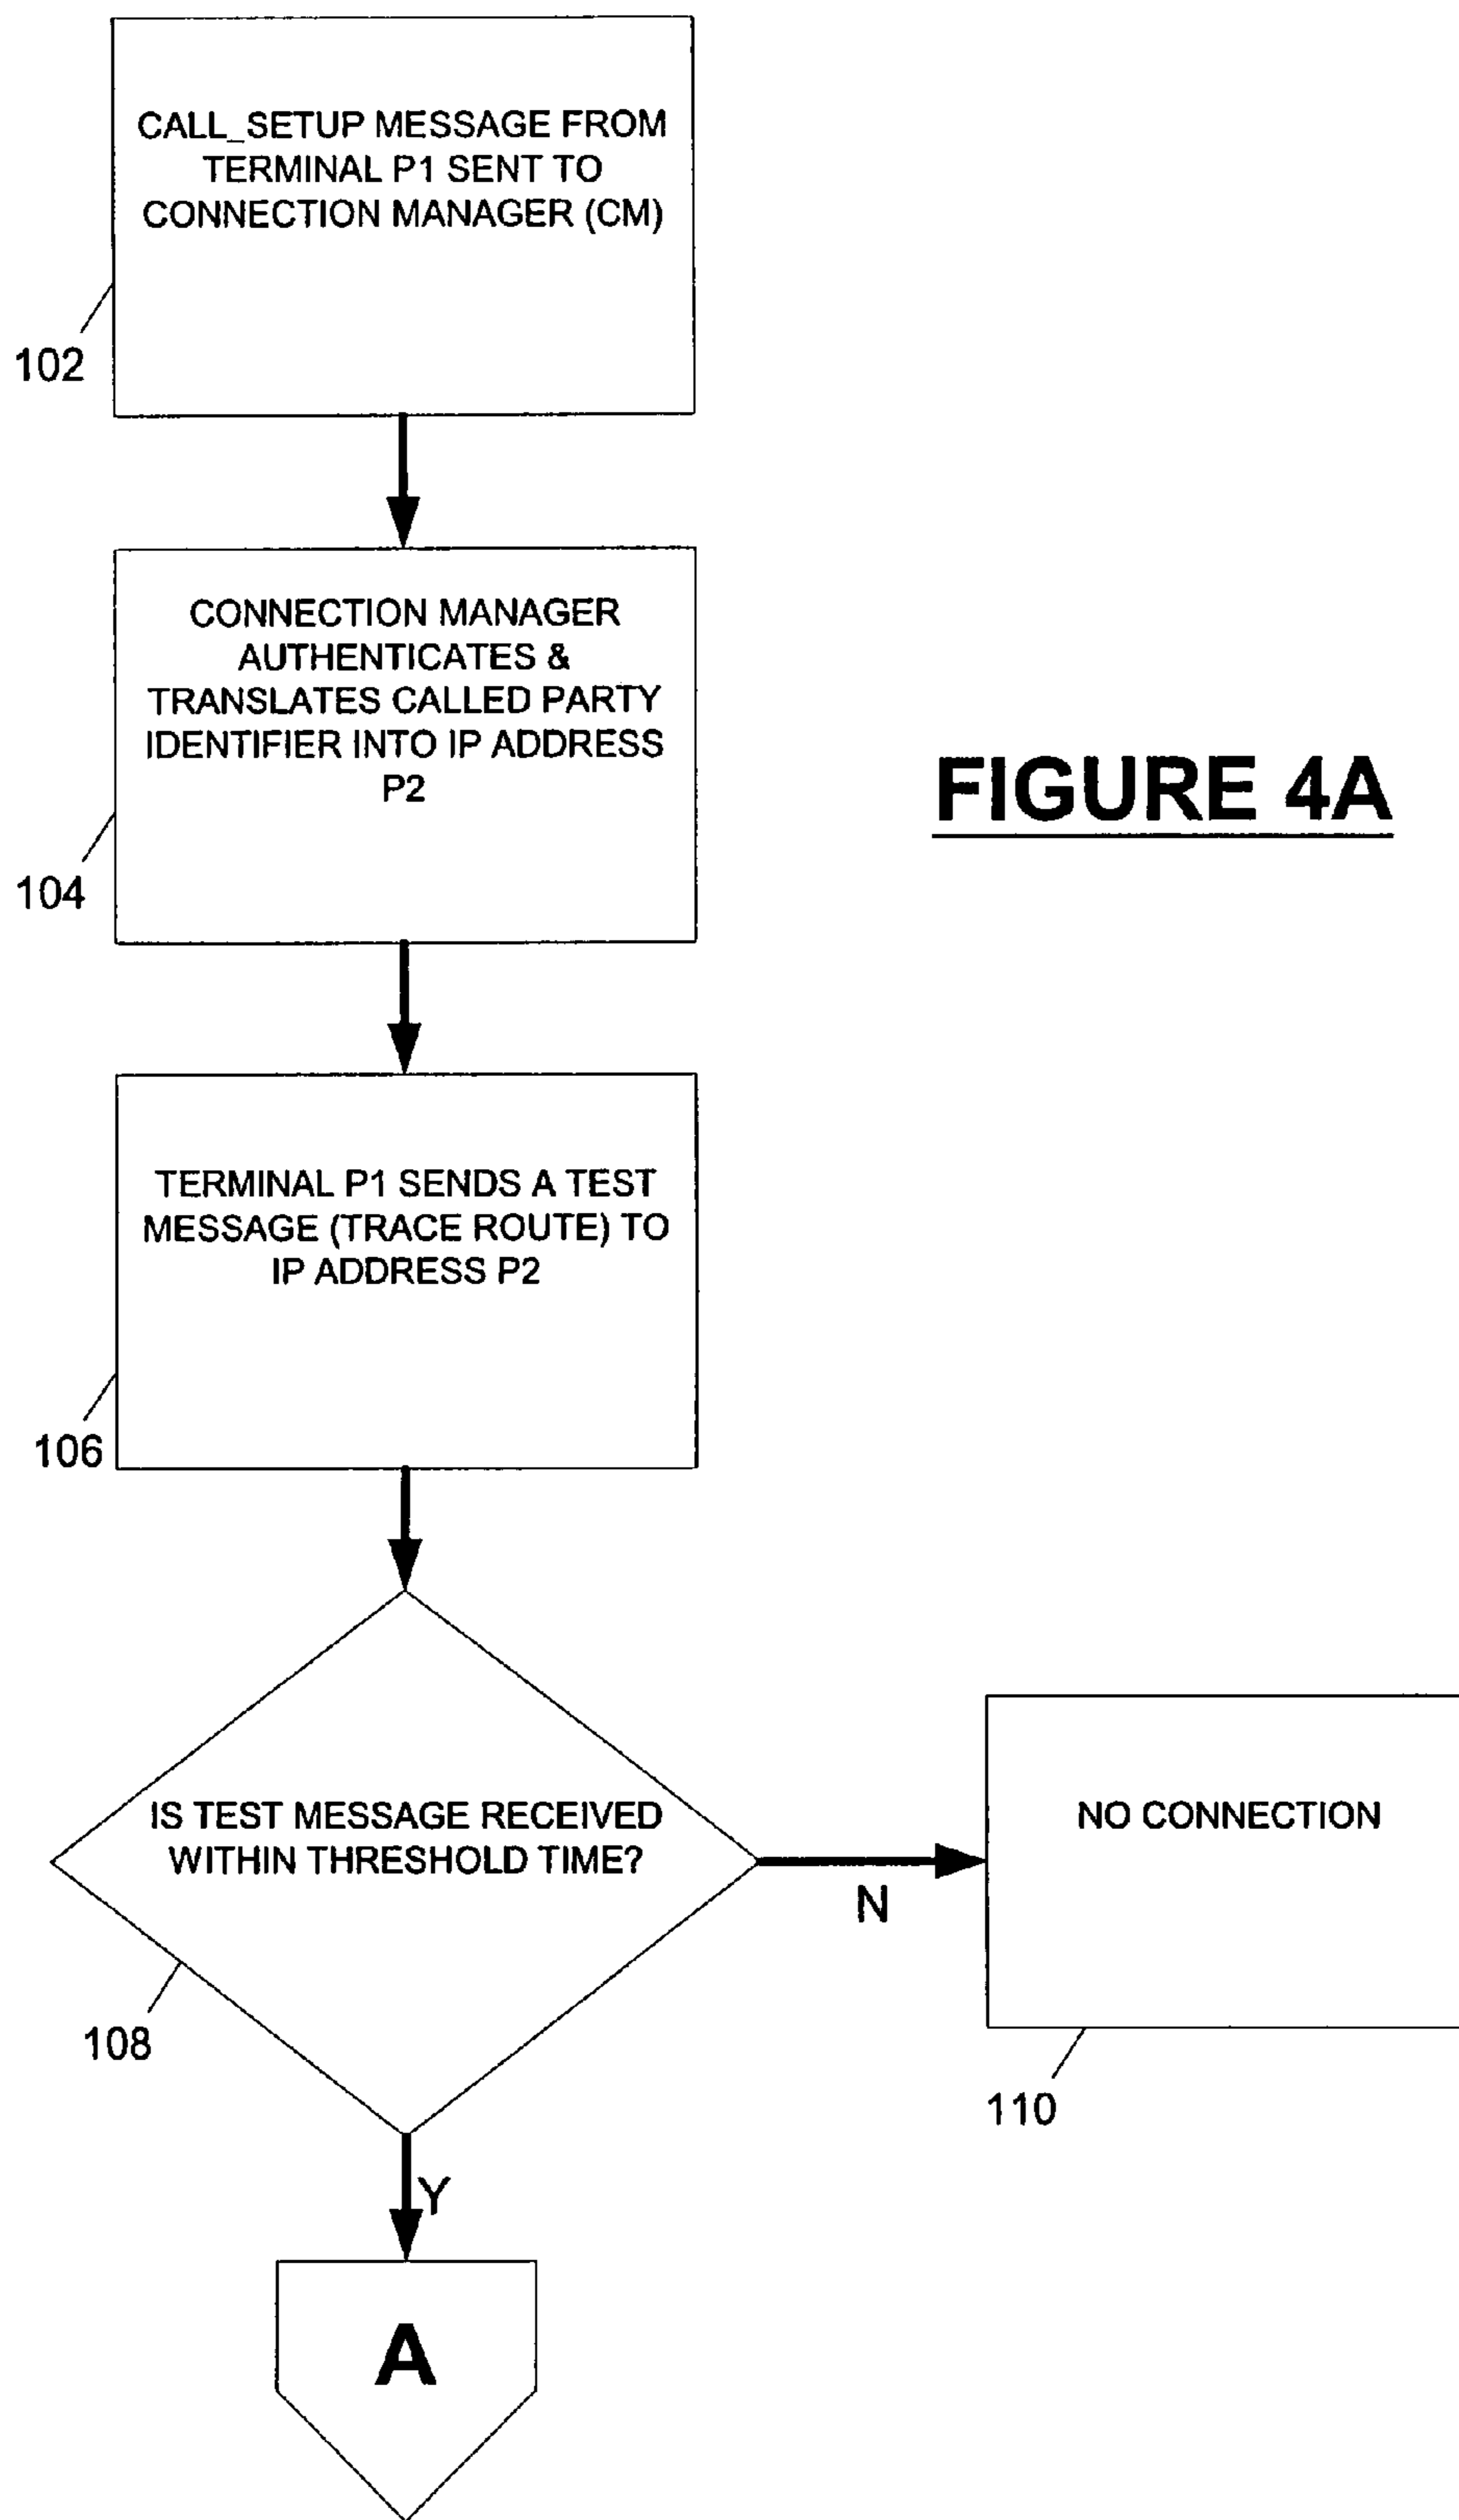 CALL_SETUP MESSAGE FROM
TERMINAL P1 SENT TO
CONNECTION MANAGER (CM)
102
CONNECTION MANAGER
AUTHENTICATES &
TRANSLATES CALLED PARTY
IDENTIFIER INTO IP ADDRESS
P2
104
FIGURE 4A
TERMINAL P1 SENDS A TEST
MESSAGE (TRACE ROUTE) TO
IP ADDRESS P2
106
IS TEST MESSAGE RECEIVED
WITHIN THRESHOLD TIME?
108
N
NO CONNECTION
110
Y
A